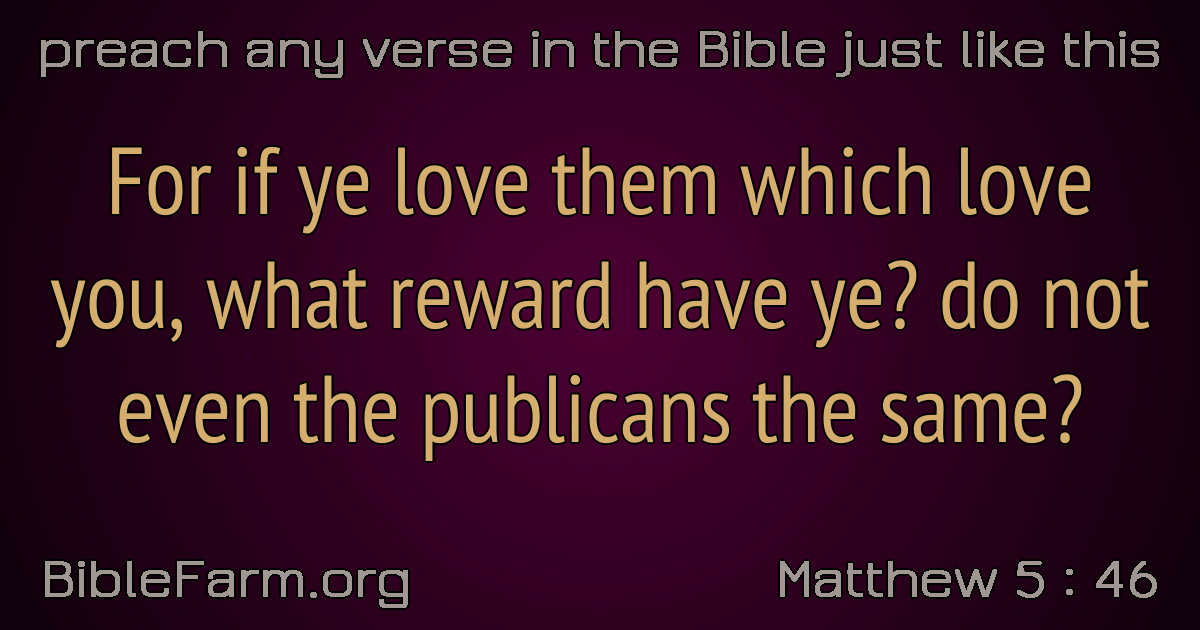 preach any verse in the Bible just like this
For if ye love them which love
you, what reward have ye? do not
even the publicans the same?
BibleFarm.org
Matthew 5 : 46